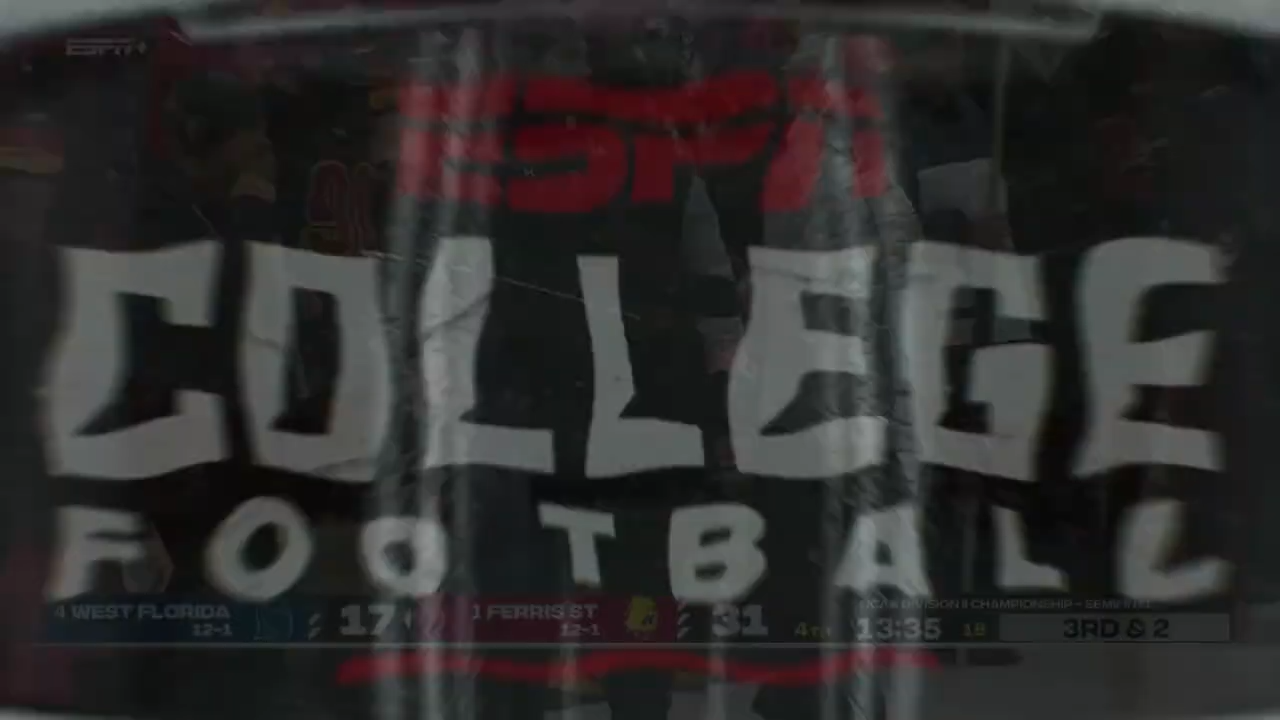 ESPN+
ESPN
COLLEGE
FOOTBALL
4 WEST FLORIDA 17 1 FERRIS ST 31 4TH 13:35 18 3RD & 2
12-1 12-1